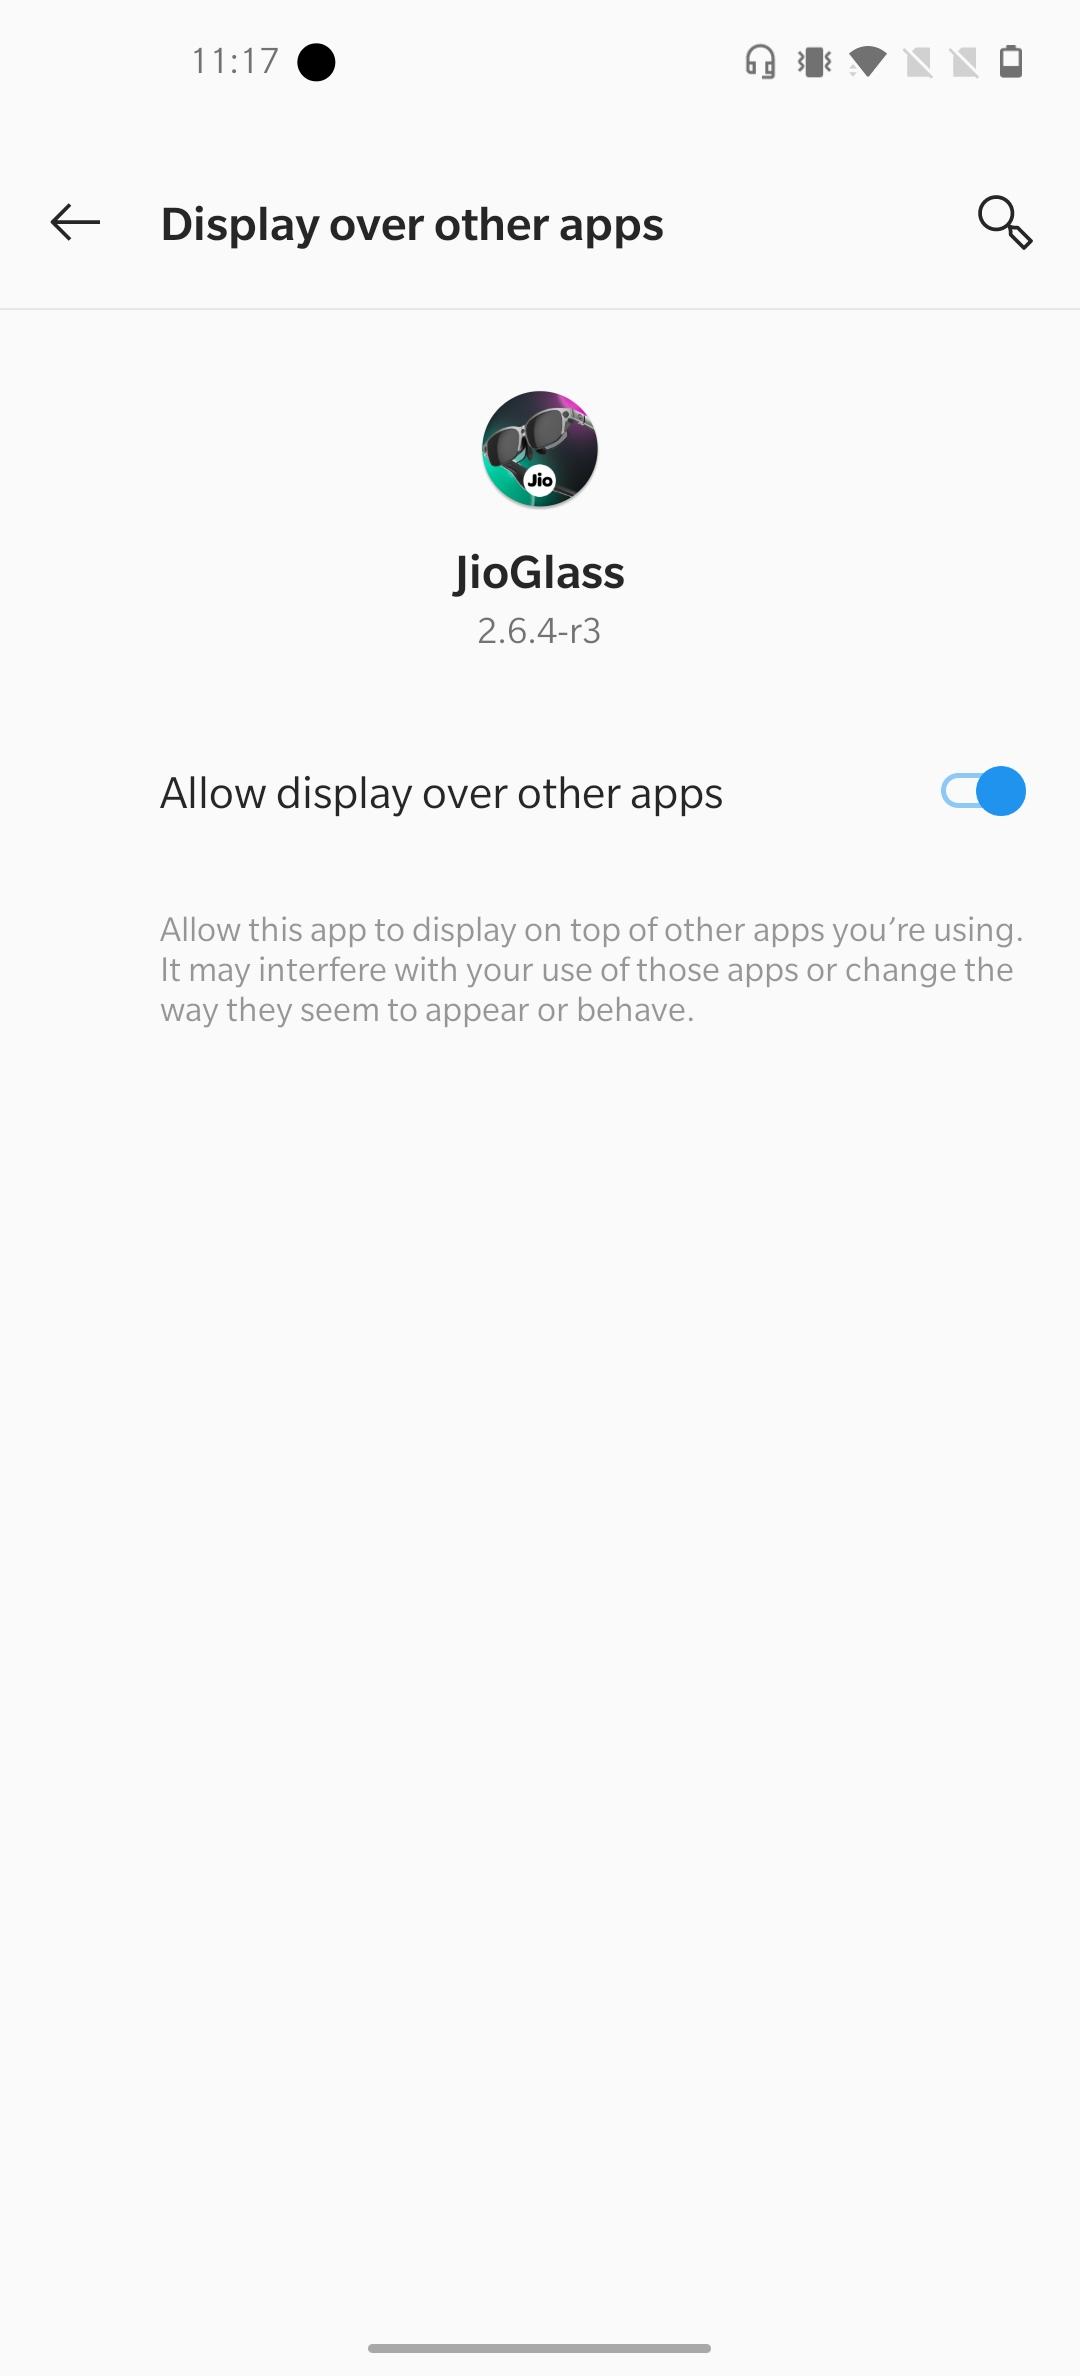 11:17
Display over other apps
Jio
JioGlass
2.6.4-r3
Allow display over other apps
Allow this app to display on top of other apps you’re using.
It may interfere with your use of those apps or change the
way they seem to appear or behave.